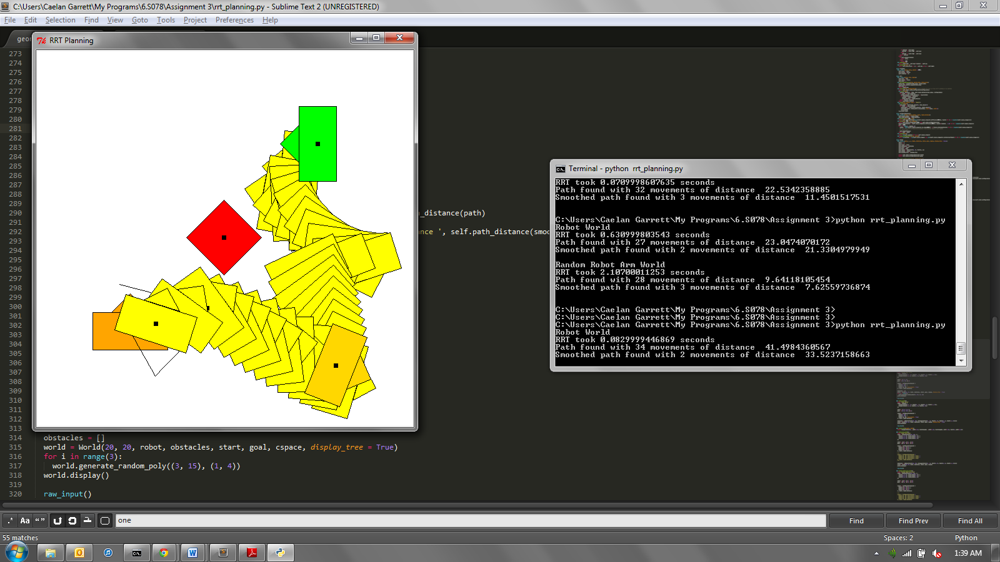 C:\Users\Caelan Garrett\My Programs\6.S078\Assignment 3\rrt_planning.py - Sublime Text 2 (UNREGISTERED)
File Edit Selection Find View Goto Tools Project Preferences Help
RRT Planning
273
274
275
276
277
278
279
280
281
282
283
284
285
286
287
288
289
290 _distance(path)
291
292 nce ', self.path_distance(smo
293
294
295
296
297
298
299
300
301
302
303
304
305
306
307
308
309
310
311
312
313
314 obstacles = []
315 world = World(20, 20, robot, obstacles, start, goal, cspace, display_tree = True)
316 for i in range(3):
317 world.generate_random_poly((3, 15), (1, 4))
318 world.display()
319
320 raw_input()
Terminal - python rrt_planning.py
RRT took 0.0709998607635 seconds
Path found with 32 movements of distance 22.5342358885
Smoothed path found with 3 movements of distance 11.4501517531
C:\Users\Caelan Garrett\My Programs\6.S078\Assignment 3>python rrt_planning.py
Robot World
RRT took 0.630999803543 seconds
Path found with 27 movements of distance 23.0474070172
Smoothed path found with 2 movements of distance 21.3304979949
Random Robot Arm World
RRT took 2.10700011253 seconds
Path found with 28 movements of distance 9.64118105454
Smoothed path found with 3 movements of distance 7.62559736874
C:\Users\Caelan Garrett\My Programs\6.S078\Assignment 3>
C:\Users\Caelan Garrett\My Programs\6.S078\Assignment 3>
C:\Users\Caelan Garrett\My Programs\6.S078\Assignment 3>python rrt_planning.py
Robot World
RRT took 0.0829999446869 seconds
Path found with 34 movements of distance 41.4984360567
Smoothed path found with 2 movements of distance 33.5237158663
.* Aa “” one Find Find Prev Find All
55 matches Spaces: 2 Python
1:39 AM